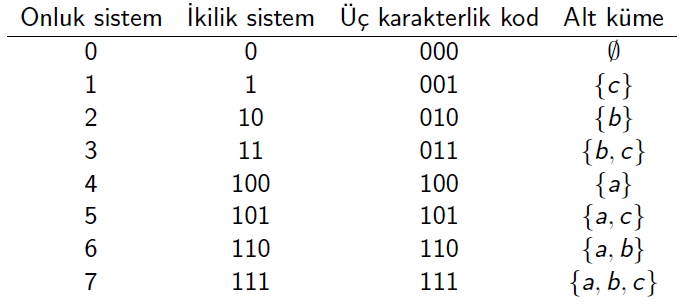 Onluk sistem İkilik sistem Üç karakterlik kod Alt küme
0 0 000 ∅
1 1 001 {c}
2 10 010 {b}
3 11 011 {b, c}
4 100 100 {a}
5 101 101 {a, c}
6 110 110 {a, b}
7 111 111 {a, b, c}